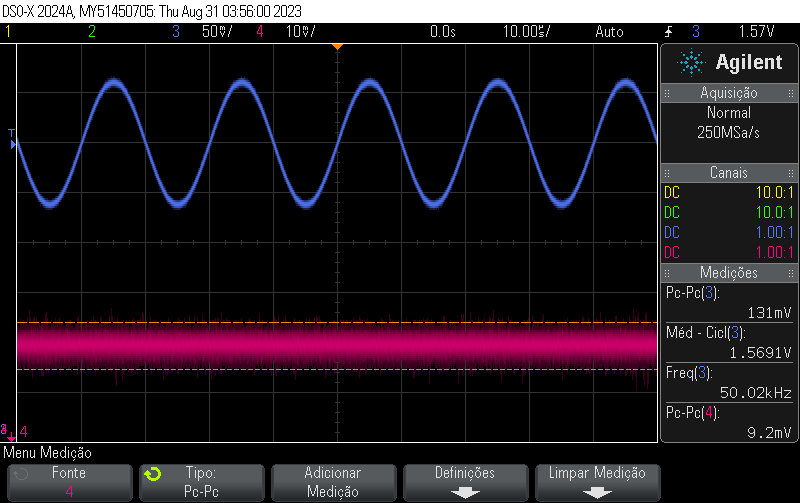 DSO-X 2024A, MY51450705: Thu Aug 31 03:56:00 2023
1 2 3 50mV/ 4 10mV/ 0.0s 10.00us/ Auto 3 1.57V
Agilent
Aquisição
Normal
250MSa/s
Canais
DC 10.0:1
DC 10.0:1
DC 1.00:1
DC 1.00:1
Medições
Pc-Pc(3):
131mV
Méd - Cicl(3):
1.5691V
Freq(3):
50.02kHz
Pc-Pc(4):
9.2mV
T
4
Menu Medição
Fonte
4
Tipo:
Pc-Pc
Adicionar
Medição
Definições
Limpar Medição